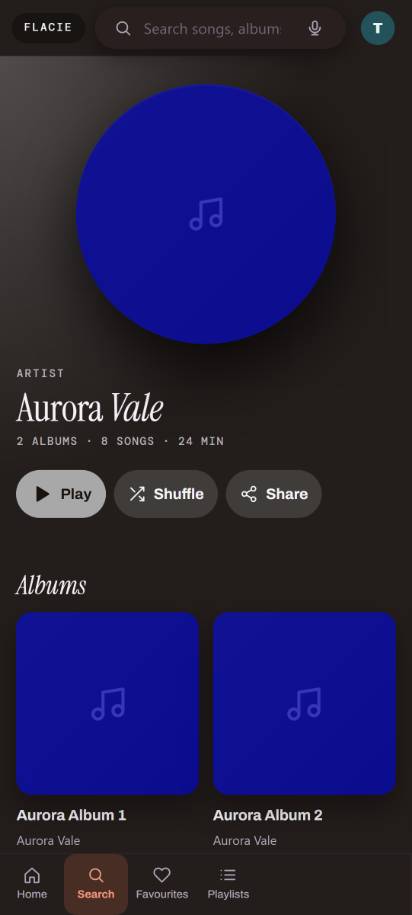 FLACIE
Search songs, album
T
ARTIST
Aurora Vale
2 ALBUMS · 8 SONGS · 24 MIN
Play
Shuffle
Share
Albums
Aurora Album 1
Aurora Album 2
Aurora Vale
Aurora Vale
Home
Search
Favourites
Playlists